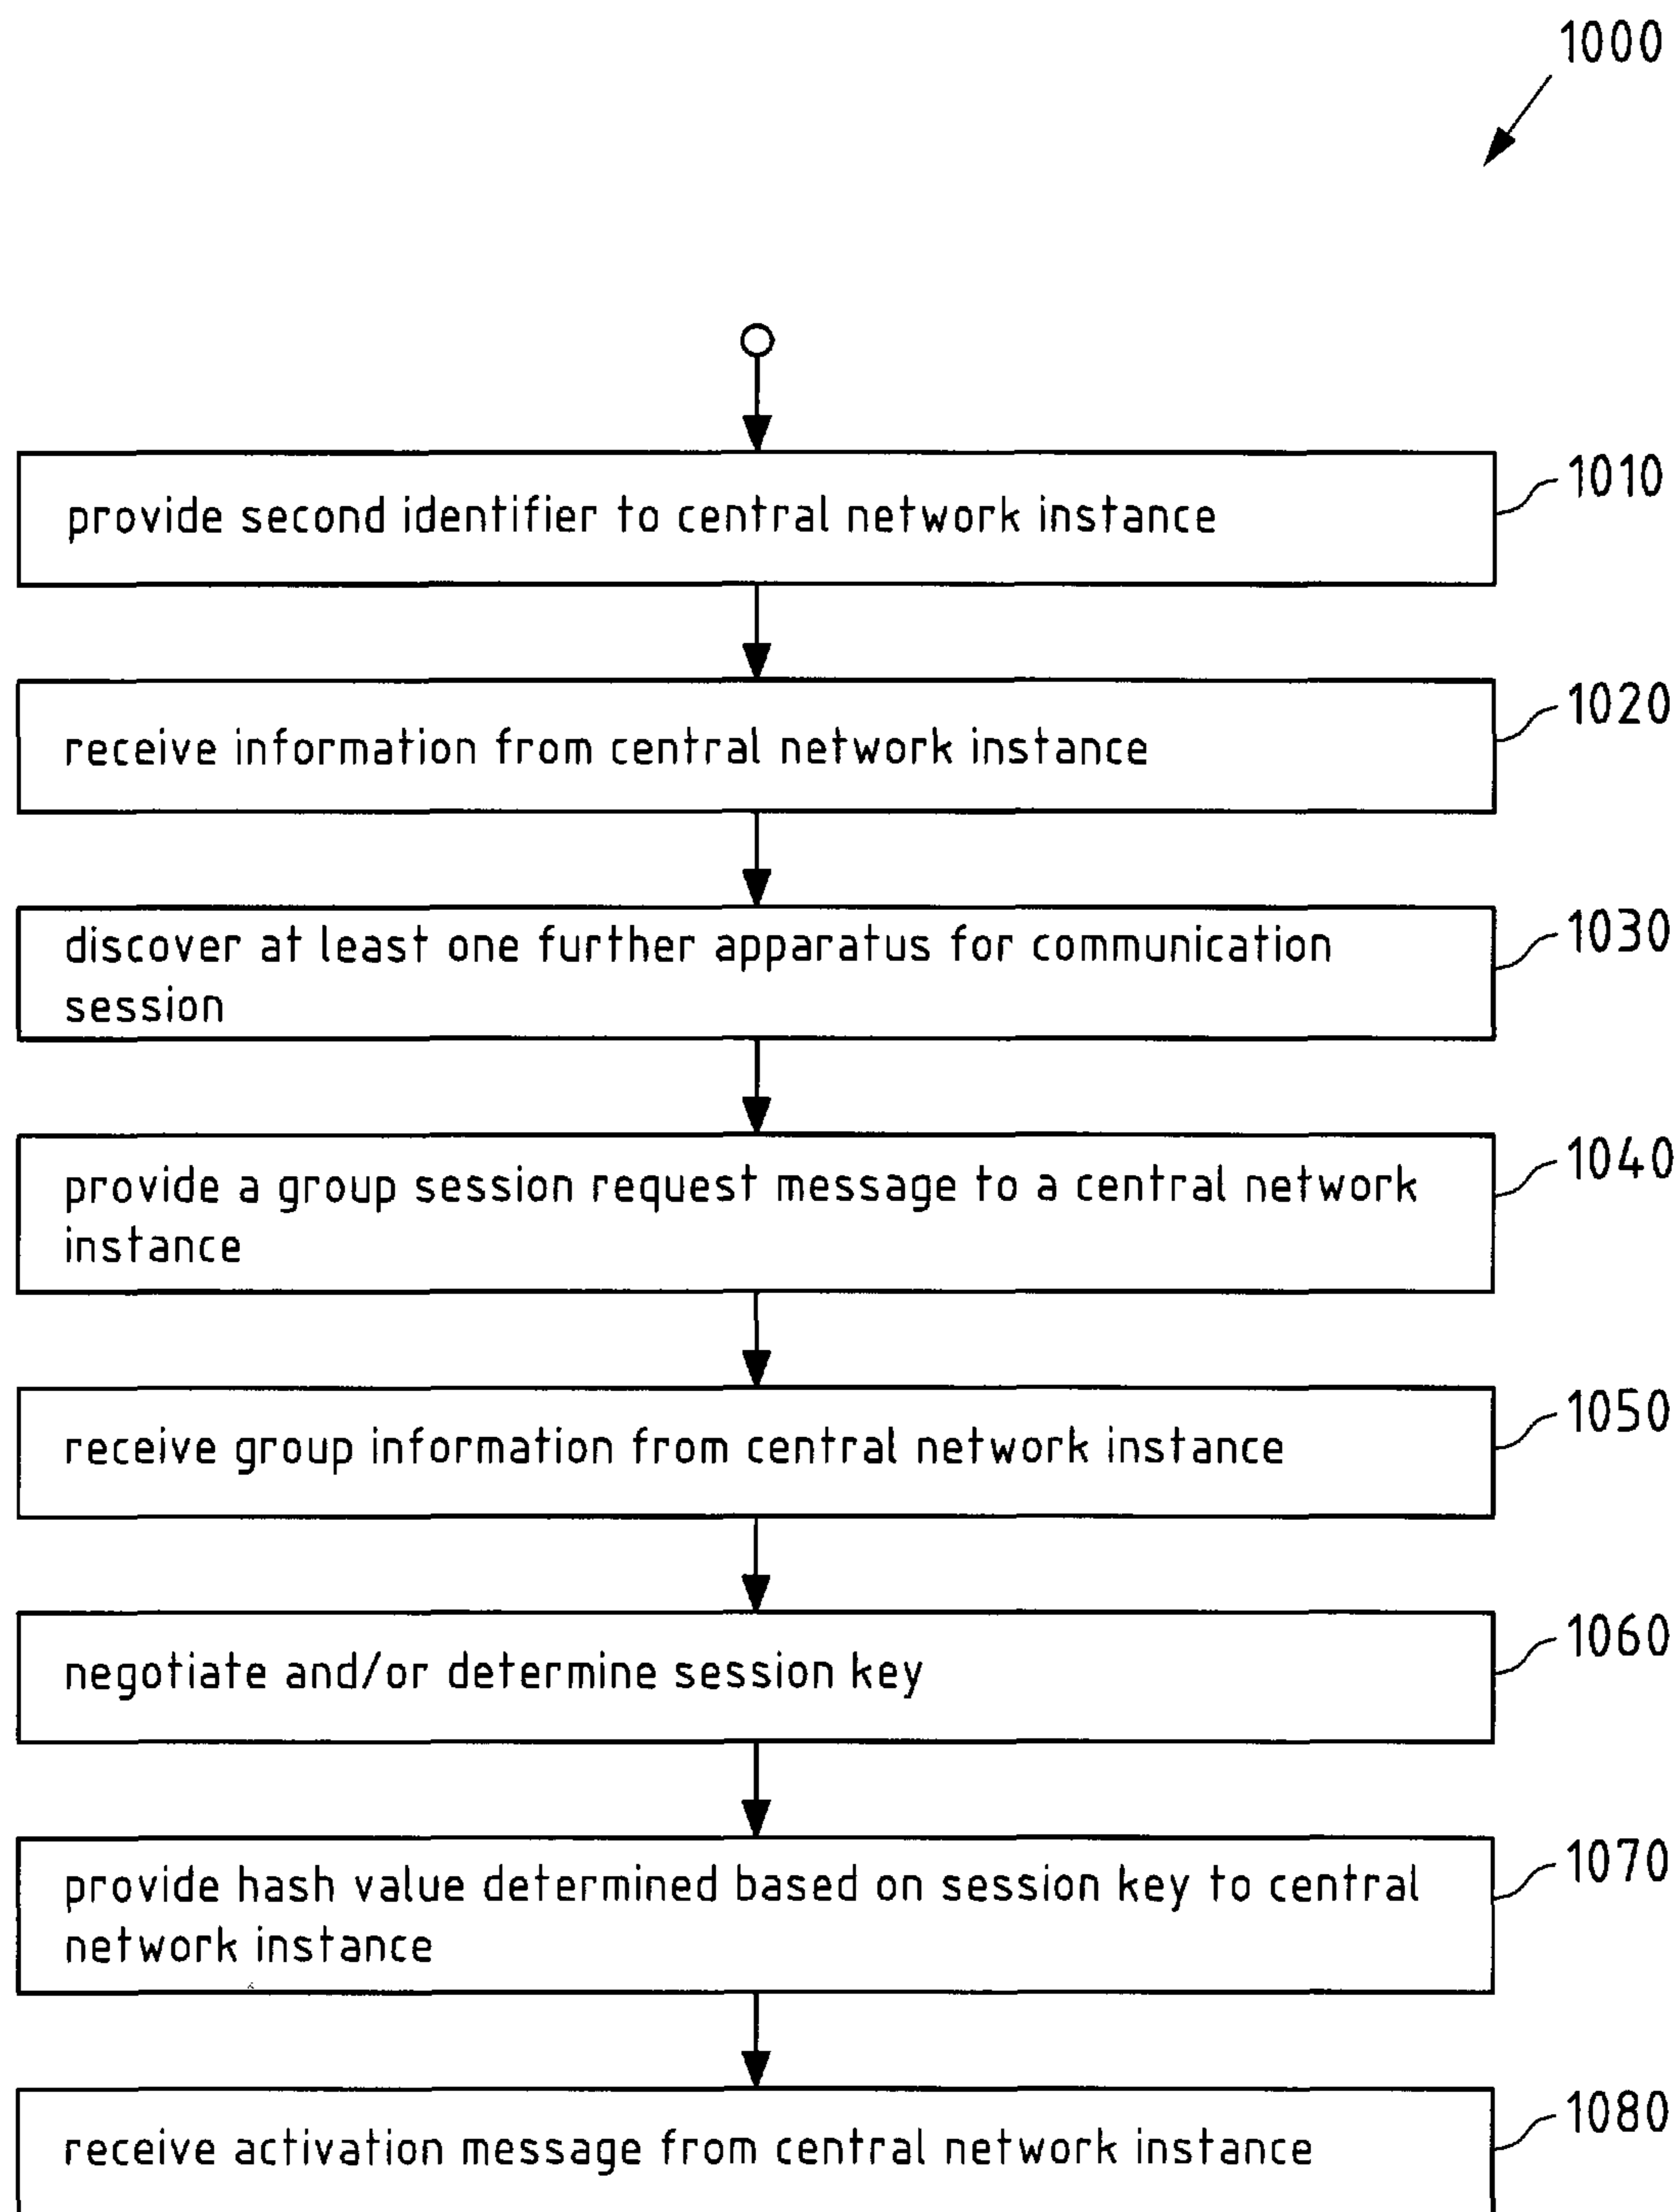 1000
provide second identifier to central network instance
1010
receive information from central network instance
1020
discover at least one further apparatus for communication
session
1030
provide a group session request message to a central network
instance
1040
receive group information from central network instance
1050
negotiate and/or determine session key
1060
provide hash value determined based on session key to central
network instance
1070
receive activation message from central network instance
1080